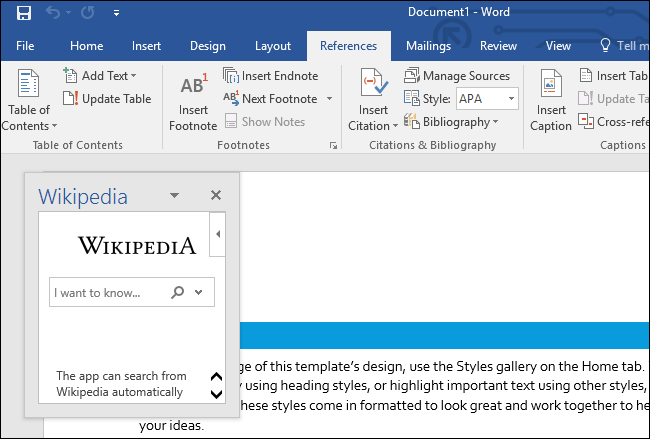 Document1 - Word
File Home Insert Design Layout References Mailings Review View Tell m
Add Text
Update Table
Table of
Contents
Table of Contents
AB1
Insert
Footnote
Insert Endnote
AB1 Next Footnote
Show Notes
Footnotes
Insert
Citation
Manage Sources
Style: APA
Bibliography
Citations & Bibliography
Insert
Caption
Insert Tab
Update Ta
Cross-refe
Captions
Wikipedia
WIKIPEDIA
I want to know...
The app can search from
Wikipedia automatically
ge of this template's design, use the Styles gallery on the Home tab.
y using heading styles, or highlight important text using other styles,
hese styles come in formatted to look great and work together to he
your ideas.